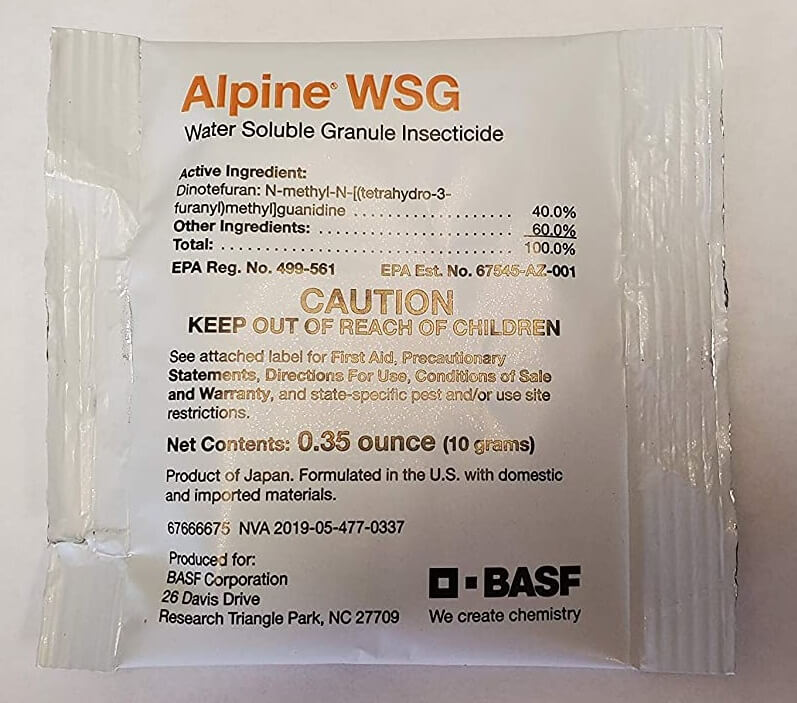 Alpine® WSG
Water Soluble Granule Insecticide
Active Ingredient:
Dinotefuran: N-methyl-N-[(tetrahydro-3-
furanyl)methyl]guanidine . . . . . . . . . . . . . . . . . . . . . . 40.0%
Other Ingredients: . . . . . . . . . . . . . . . . . . . . . . . . . . 60.0%
Total: . . . . . . . . . . . . . . . . . . . . . . . . . . . . . . . . . . . . . . 100.0%
EPA Reg. No. 499-561 EPA Est. No. 67545-AZ-001
CAUTION
KEEP OUT OF REACH OF CHILDREN
See attached label for First Aid, Precautionary
Statements, Directions For Use, Conditions of Sale
and Warranty, and state-specific pest and/or use site
restrictions.
Net Contents: 0.35 ounce (10 grams)
Product of Japan. Formulated in the U.S. with domestic
and imported materials.
67666675 NVA 2019-05-477-0337
Produced for:
BASF Corporation
26 Davis Drive
Research Triangle Park, NC 27709
BASF
We create chemistry